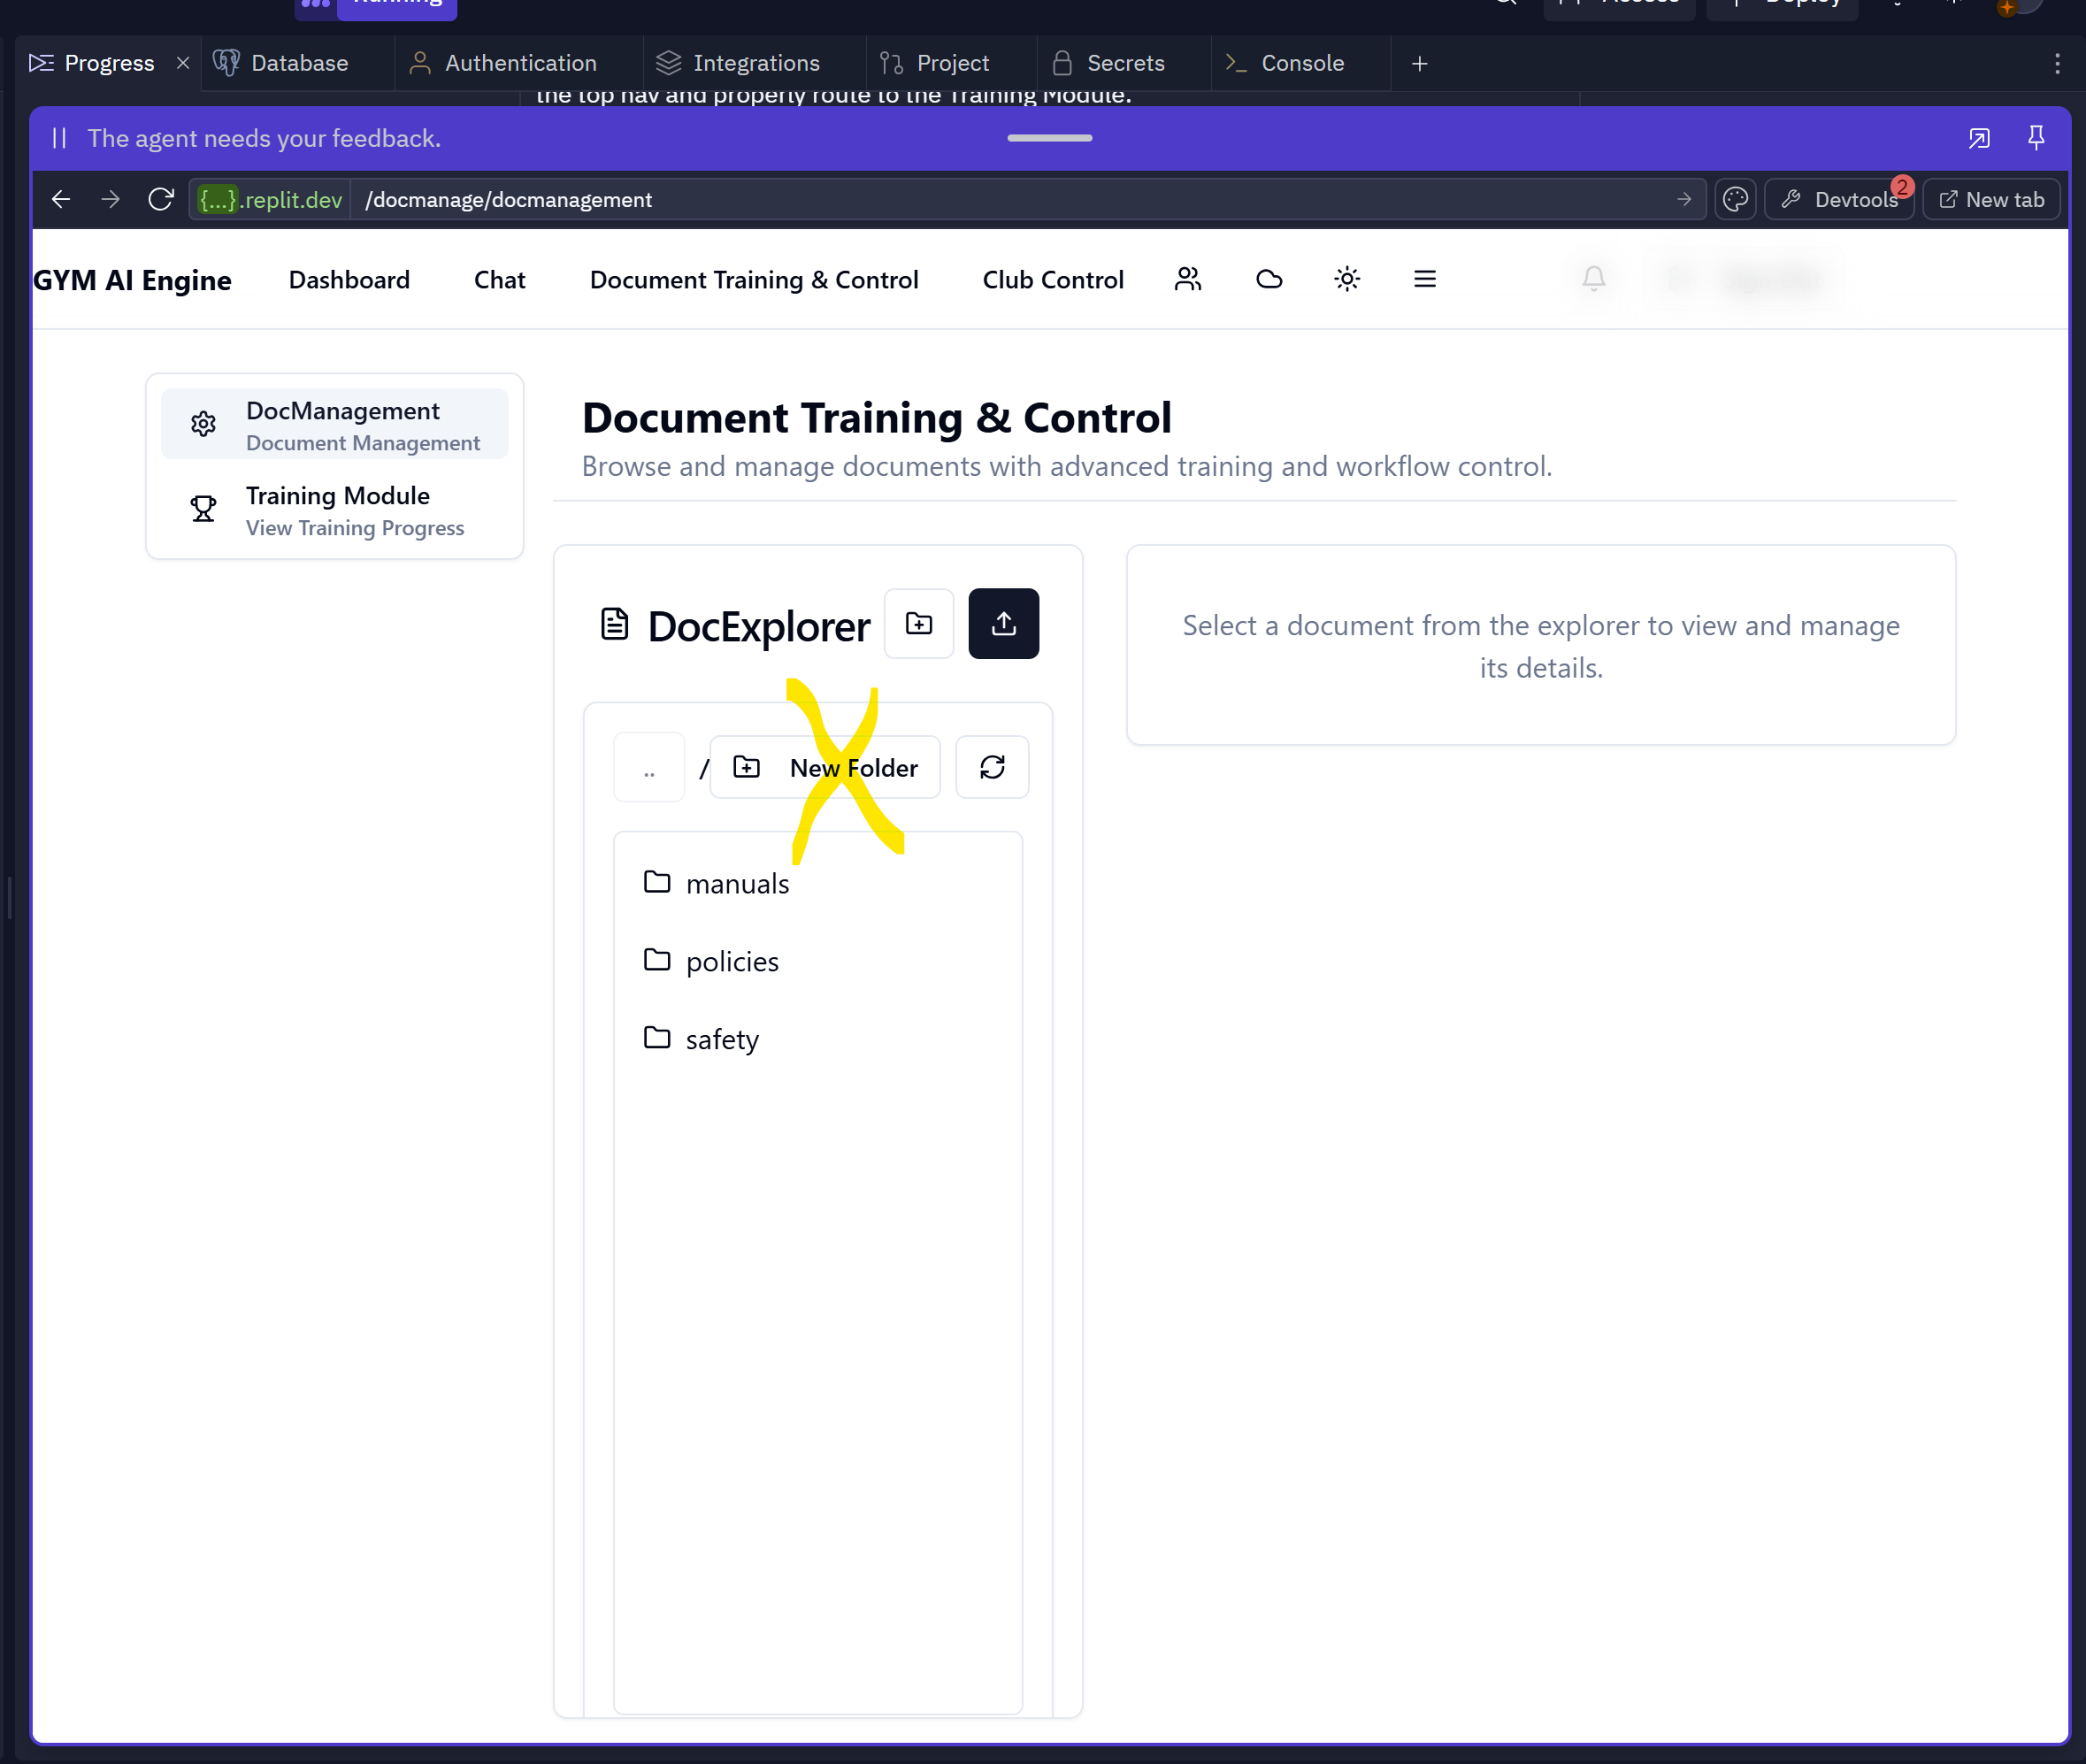 Running
Access
Deploy
Progress
Database
Authentication
Integrations
Project
Secrets
Console
the top nav and properly route to the Training Module.
The agent needs your feedback.
{...}.replit.dev /docmanage/docmanagement
Devtools 2
New tab
GYM AI Engine
Dashboard
Chat
Document Training & Control
Club Control
DocManagement
Document Management
Training Module
View Training Progress
Document Training & Control
Browse and manage documents with advanced training and workflow control.
DocExplorer
.. / New Folder
manuals
policies
safety
Select a document from the explorer to view and manage
its details.